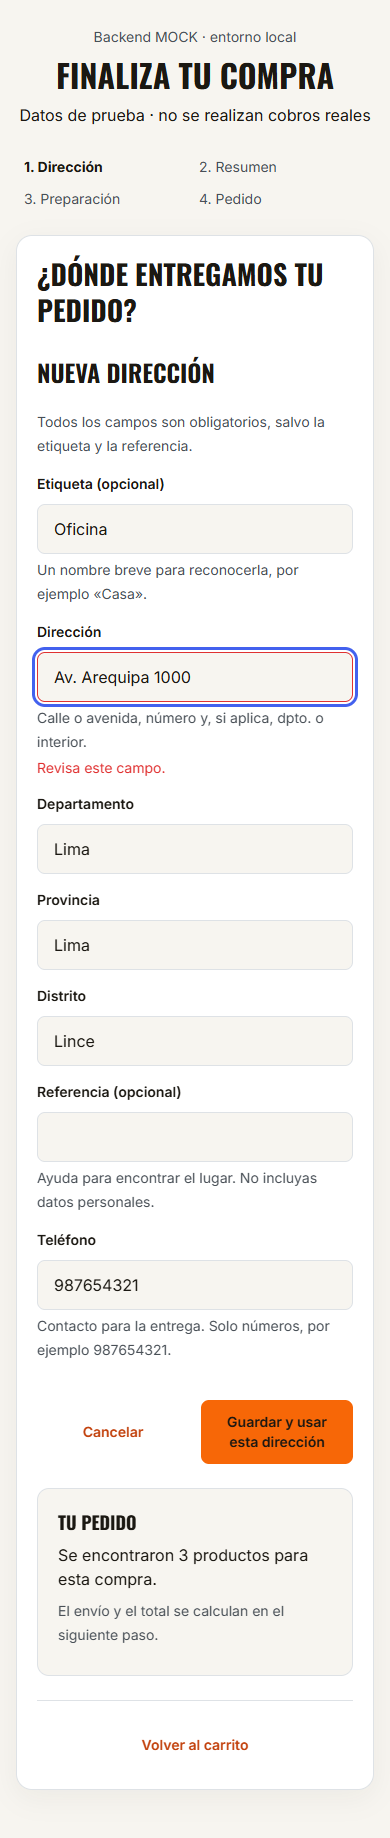 Backend MOCK · entorno local
FINALIZA TU COMPRA
Datos de prueba · no se realizan cobros reales
1. Dirección
2. Resumen
3. Preparación
4. Pedido
¿DÓNDE ENTREGAMOS TU
PEDIDO?
NUEVA DIRECCIÓN
Todos los campos son obligatorios, salvo la
etiqueta y la referencia.
Etiqueta (opcional)
Oficina
Un nombre breve para reconocerla, por
ejemplo «Casa».
Dirección
Av. Arequipa 1000
Calle o avenida, número y, si aplica, dpto. o
interior.
Revisa este campo.
Departamento
Lima
Provincia
Lima
Distrito
Lince
Referencia (opcional)
Ayuda para encontrar el lugar. No incluyas
datos personales.
Teléfono
987654321
Contacto para la entrega. Solo números, por
ejemplo 987654321.
Cancelar
Guardar y usar
esta dirección
TU PEDIDO
Se encontraron 3 productos para
esta compra.
El envío y el total se calculan en el
siguiente paso.
Volver al carrito